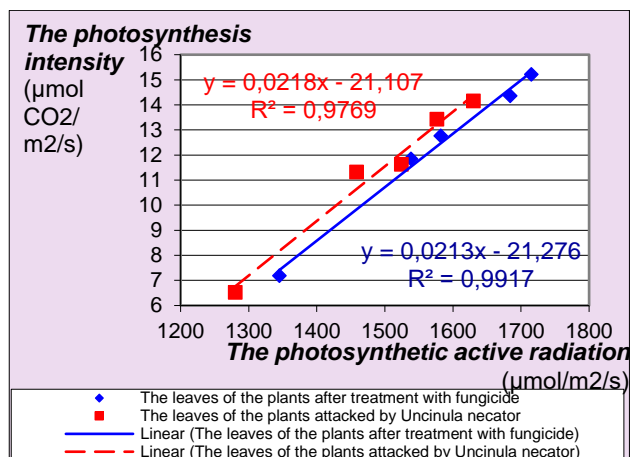 The photosynthesis
intensity
(µmol
CO2/
m2/s)
16
15
14
13
12
11
10
9
8
7
6
y = 0,0218x - 21,107
R² = 0,9769
y = 0,0213x - 21,276
R² = 0,9917
1200 1300 1400 1500 1600 1700 1800
The photosynthetic active radiation
(µmol/m2/s)
The leaves of the plants after treatment with fungicide
The leaves of the plants attacked by Uncinula necator
Linear (The leaves of the plants after treatment with fungicide)
Linear (The leaves of the plants attacked by Uncinula necator)